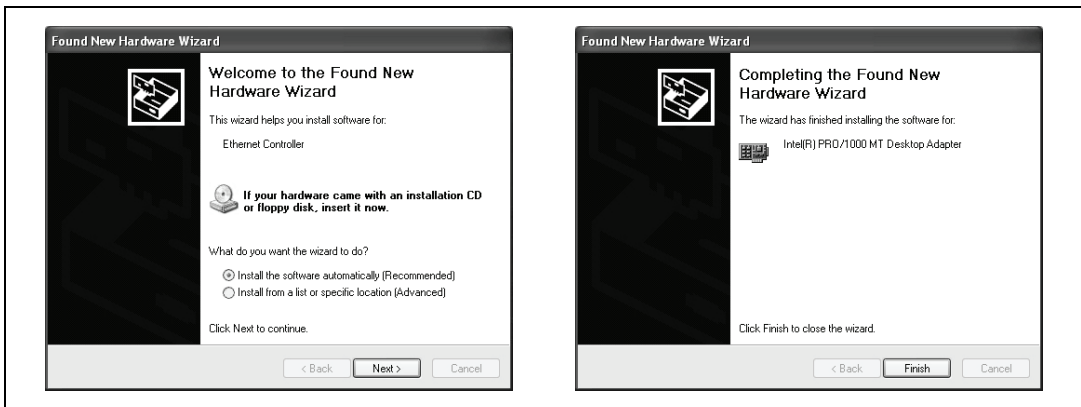 Found New Hardware Wizard
Welcome to the Found New
Hardware Wizard
This wizard helps you install software for:
Ethernet Controller
If your hardware came with an installation CD
or floppy disk, insert it now.
What do you want the wizard to do?
Install the software automatically (Recommended)
Install from a list or specific location (Advanced)
Click Next to continue.
< Back
Next >
Cancel
Found New Hardware Wizard
Completing the Found New
Hardware Wizard
The wizard has finished installing the software for:
Intel(R) PRO/1000 MT Desktop Adapter
Click Finish to close the wizard.
< Back
Finish
Cancel